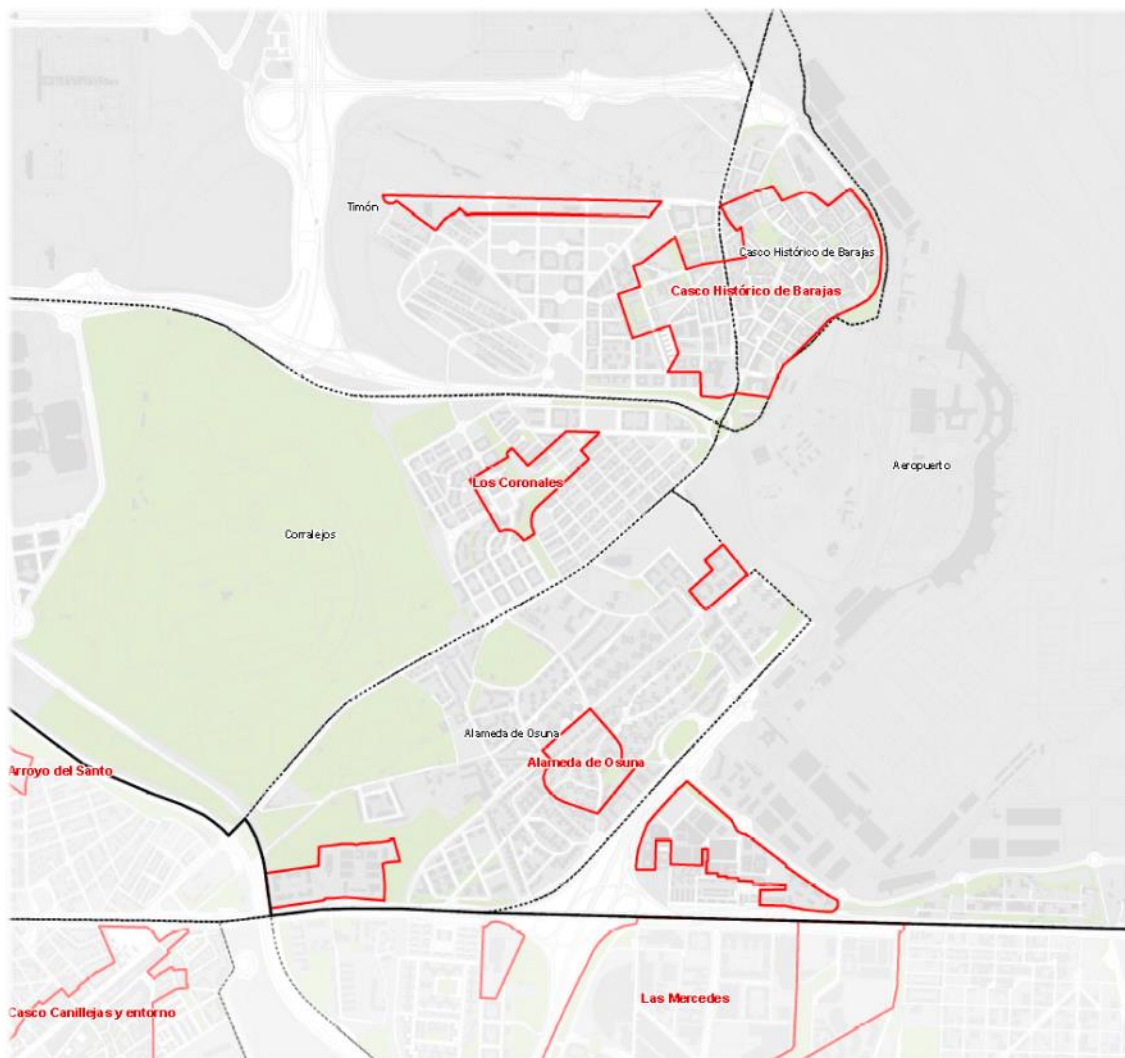 Timón
Casco Histórico de Barajas
Casco Histórico de Barajas
Aeropuerto
Los Coronales
Corralejos
Alameda de Osuna
Alameda de Osuna
Arroyo del Santo
Las Mercedes
Casco Canillejas y entorno